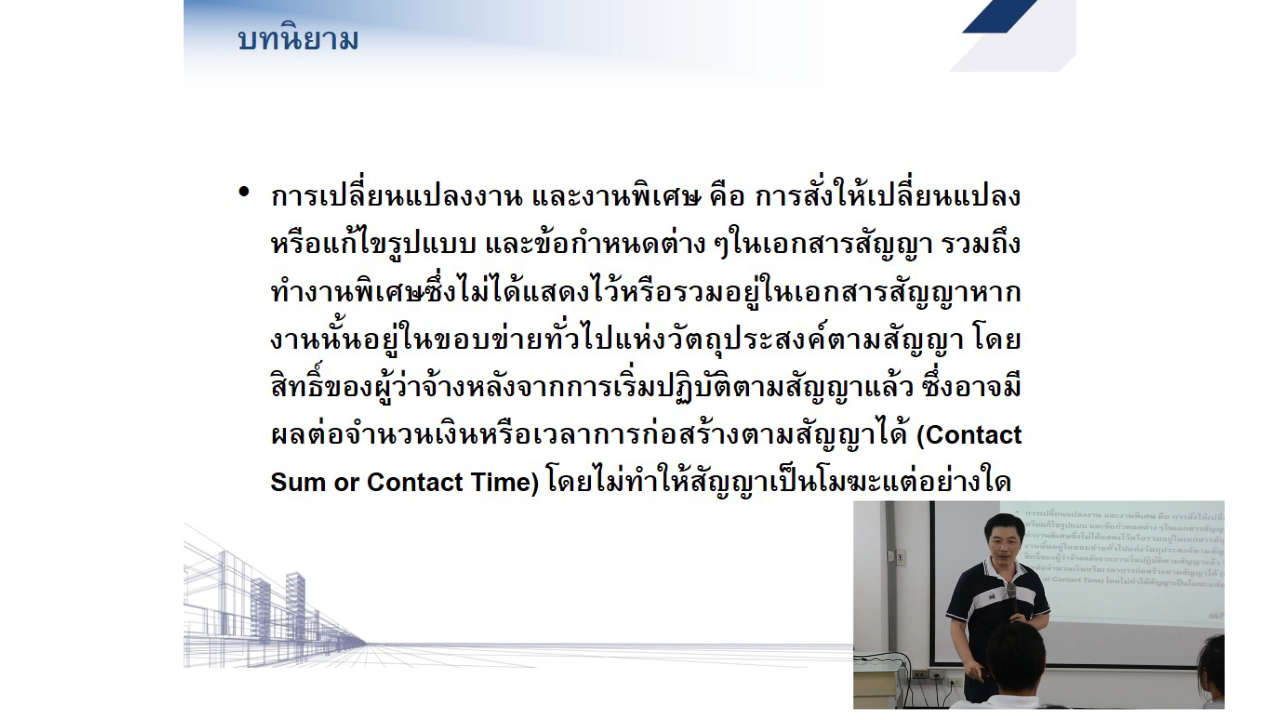 บทนิยาม
• การเปลี่ยนแปลงงาน และงานพิเศษ คือ การสั่งให้เปลี่ยนแปลง
หรือแก้ไขรูปแบบ และข้อกำหนดต่าง ๆในเอกสารสัญญา รวมถึง
ทำงานพิเศษซึ่งไม่ได้แสดงไว้หรือรวมอยู่ในเอกสารสัญญาหาก
งานนั้นอยู่ในขอบข่ายทั่วไปแห่งวัตถุประสงค์ตามสัญญา โดย
สิทธิ์ของผู้ว่าจ้างหลังจากการเริ่มปฏิบัติตามสัญญาแล้ว ซึ่งอาจมี
ผลต่อจำนวนเงินหรือเวลาการก่อสร้างตามสัญญาได้ (Contact
Sum or Contact Time) โดยไม่ทำให้สัญญาเป็นโมฆะแต่อย่างใด